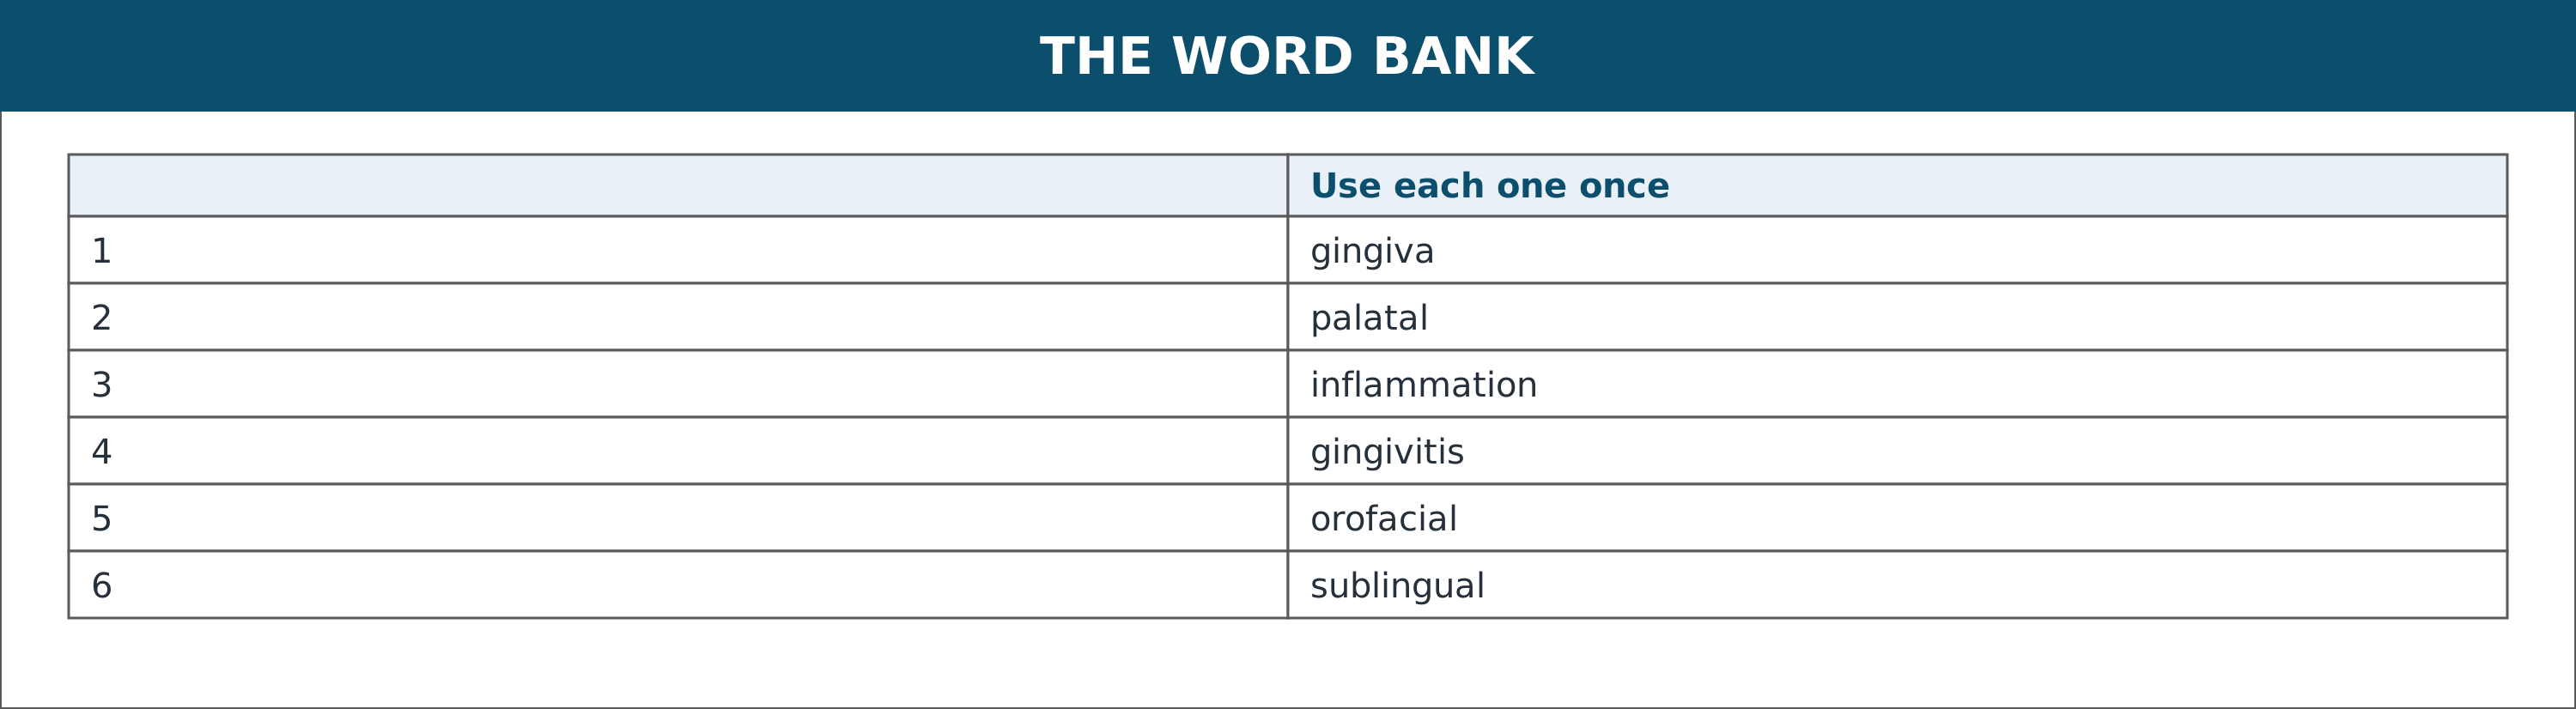 THE WORD BANK
Use each one once
1 gingiva
2 palatal
3 inflammation
4 gingivitis
5 orofacial
6 sublingual